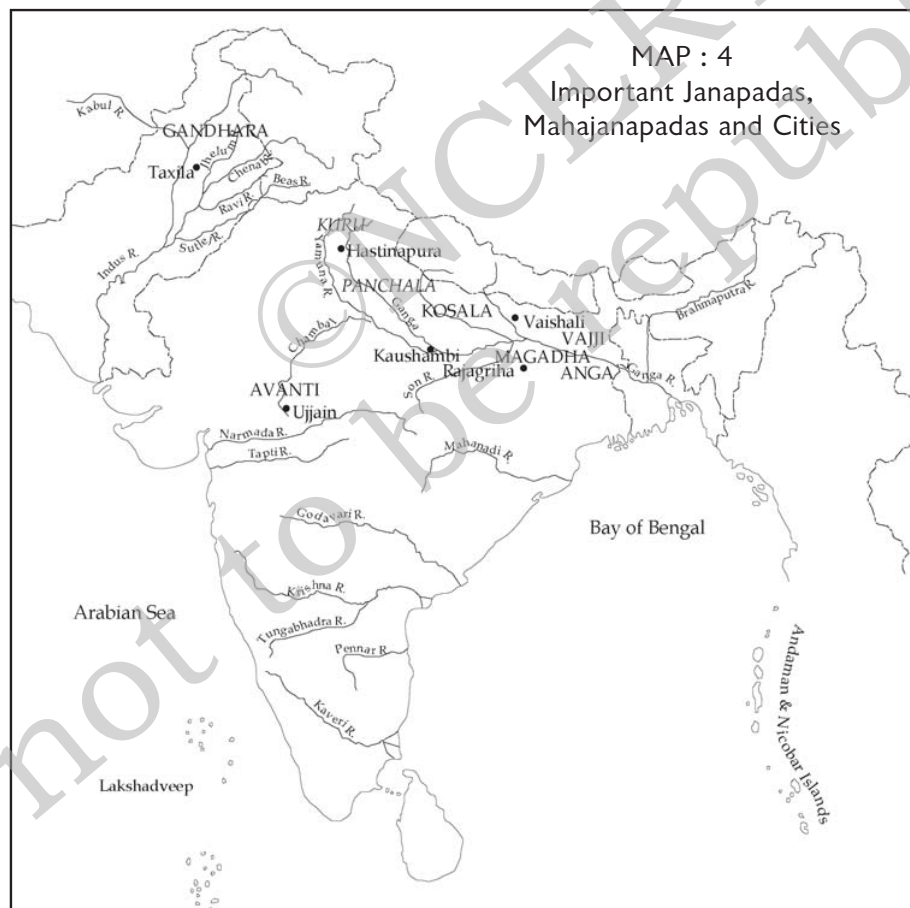 MAP : 4
Important Janapadas,
Mahajanapadas and Cities
Kabul R.
GANDHARA
Taxila
Jhelum R.
Chenab R.
Beas R.
Ravi R.
Sutlej R.
Indus R.
KURU
Hastinapura
Yamuna R.
PANCHALA
Ganga
KOSALA
Vaishali
VAJJI
Brahmaputra R.
Chambal
Kaushambi
MAGADHA
Rajagriha
ANGA
Ganga R.
Son R.
AVANTI
Ujjain
Narmada R.
Tapti R.
Mahanadi R.
Godavari R.
Bay of Bengal
Krishna R.
Arabian Sea
Tungabhadra R.
Pennar R.
Kaveri R.
Andaman & Nicobar Islands
Lakshadweep
©NCERT
not to be republ